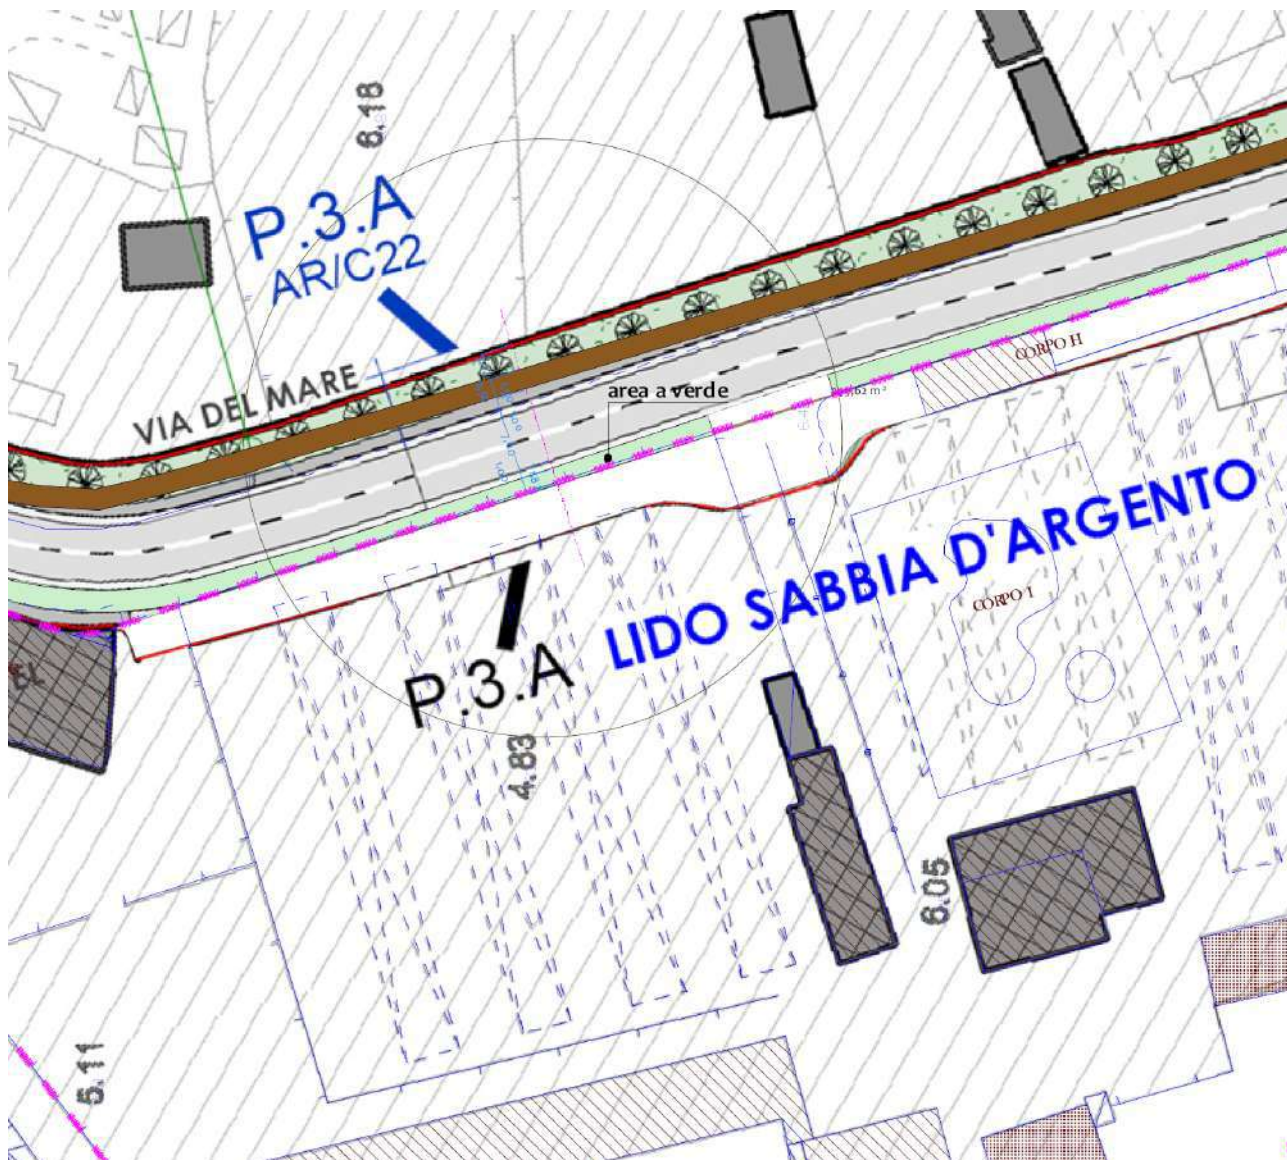 6.18
P.3.A
AR/C22
VIA DEL MARE
area a verde
CORPO H
LIDO SABBIA D'ARGENTO
CORPO I
P.3.A
4.83
6.05
5.11
EL